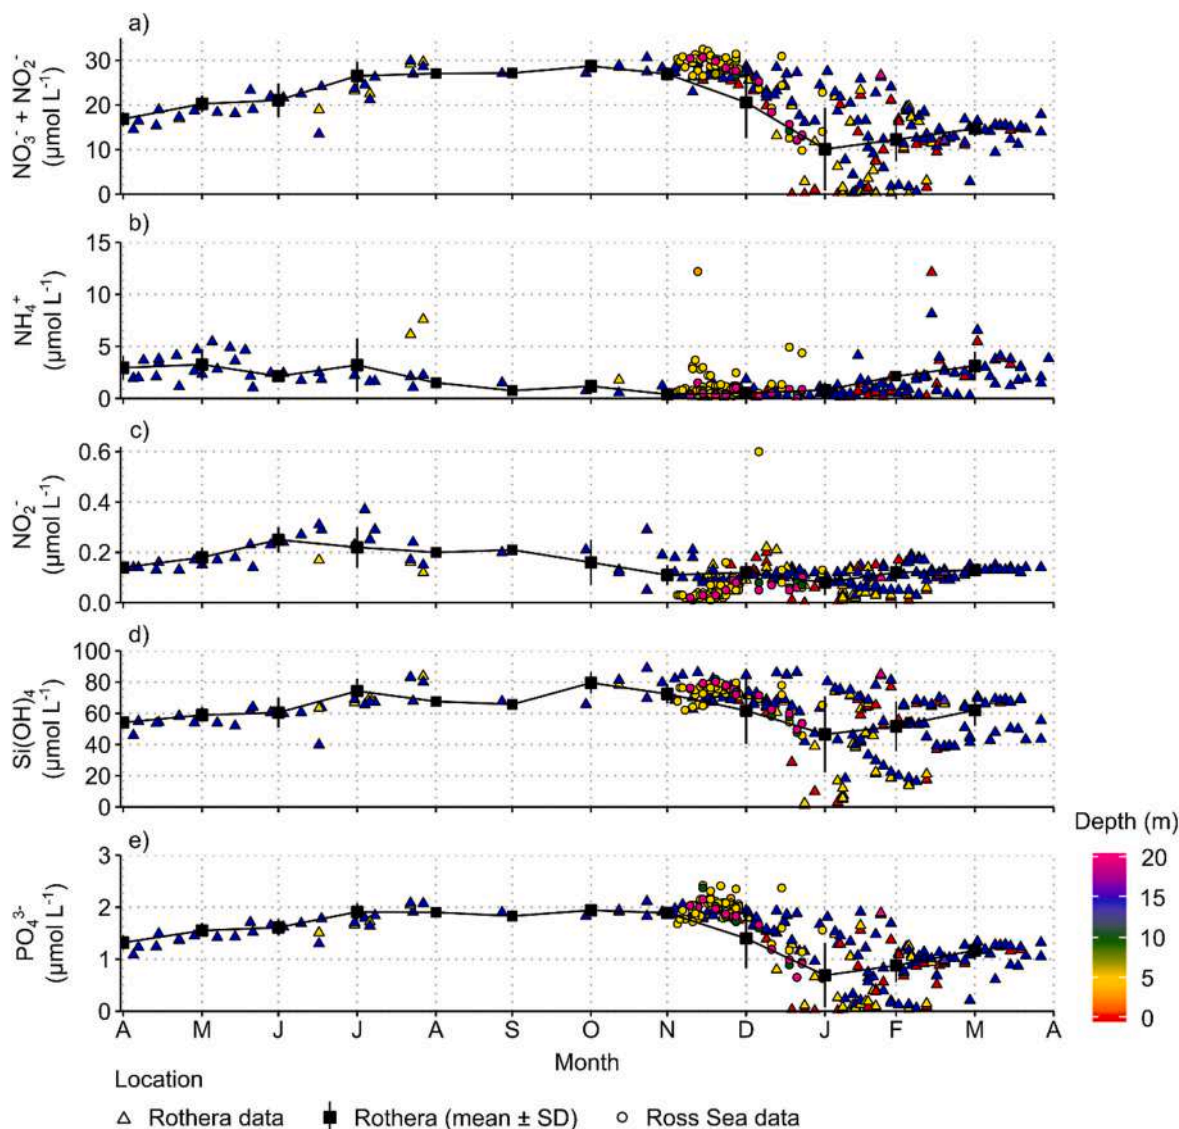 a)
NO₃⁻ + NO₂⁻
(µmol L⁻¹)
30
20
10
0
b)
NH₄⁺
(µmol L⁻¹)
15
10
5
0
c)
NO₂⁻
(µmol L⁻¹)
0.6
0.4
0.2
0.0
d)
Si(OH)₄
(µmol L⁻¹)
100
80
60
40
20
0
e)
PO₄³⁻
(µmol L⁻¹)
3
2
1
0
A M J J A S O N D J F M A
Month
Depth (m)
20
15
10
5
0
Location
Rothera data Rothera (mean ± SD) Ross Sea data